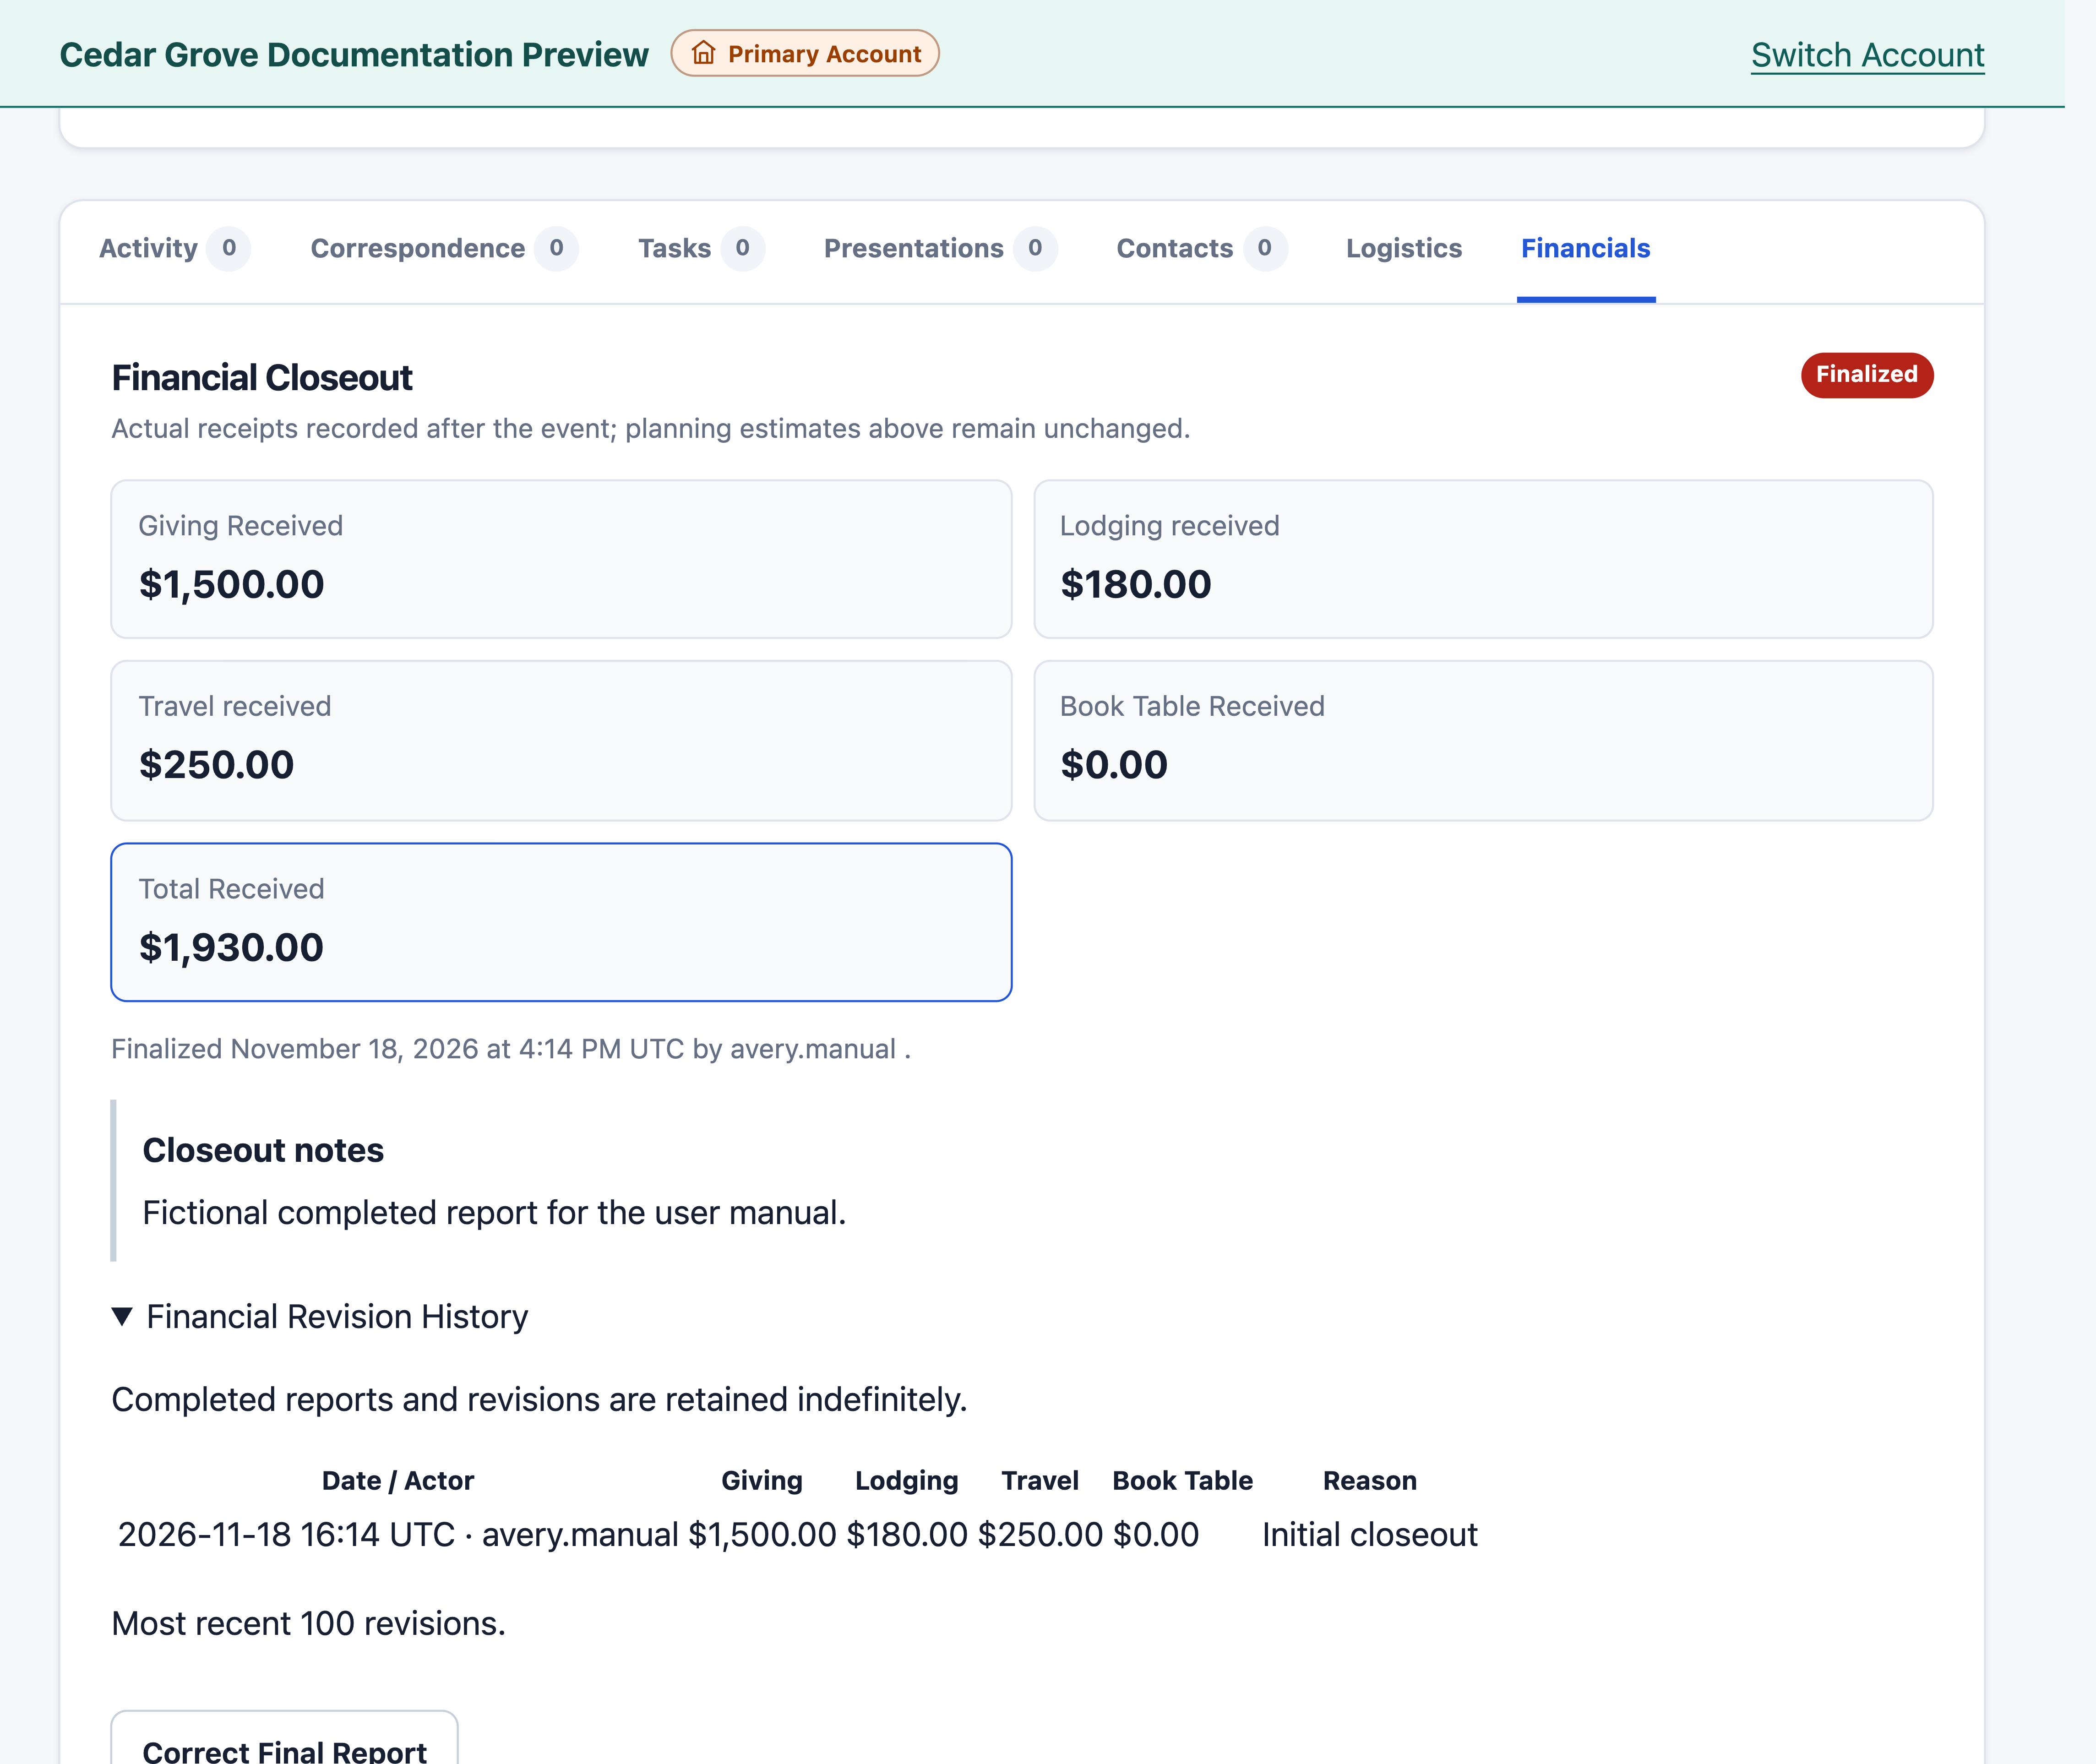 Cedar Grove Documentation Preview Primary Account Switch Account
Activity 0 Correspondence 0 Tasks 0 Presentations 0 Contacts 0 Logistics Financials
Financial Closeout Finalized
Actual receipts recorded after the event; planning estimates above remain unchanged.
Giving Received
$1,500.00
Lodging received
$180.00
Travel received
$250.00
Book Table Received
$0.00
Total Received
$1,930.00
Finalized November 18, 2026 at 4:14 PM UTC by avery.manual .
Closeout notes
Fictional completed report for the user manual.
▼ Financial Revision History
Completed reports and revisions are retained indefinitely.
Date / Actor Giving Lodging Travel Book Table Reason
2026-11-18 16:14 UTC · avery.manual $1,500.00 $180.00 $250.00 $0.00 Initial closeout
Most recent 100 revisions.
Correct Final Report